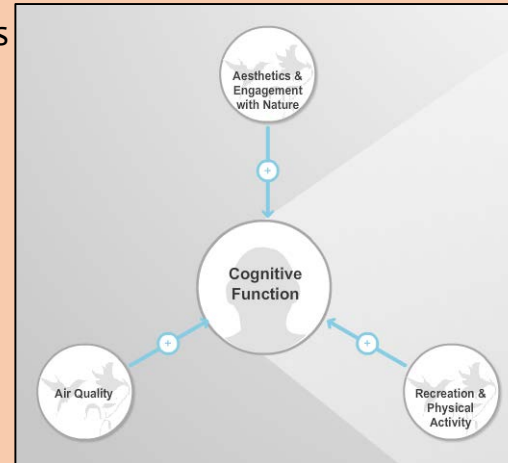 s
Aesthetics &
Engagement
with Nature
+
Cognitive
Function
+
+
Air Quality
Recreation &
Physical
Activity